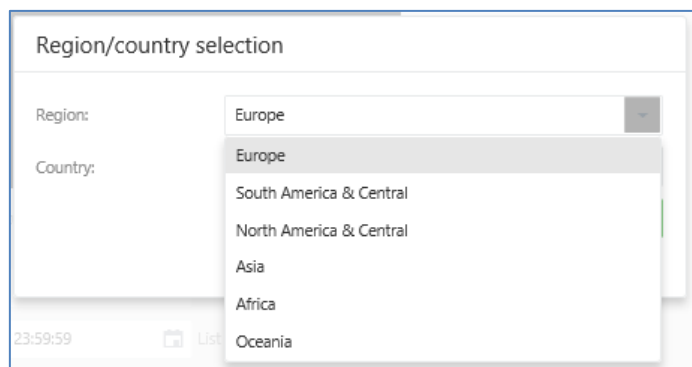 Region/country selection
Region:
Europe
Country:
Europe
South America & Central
North America & Central
Asia
Africa
Oceania
23:59:59
List